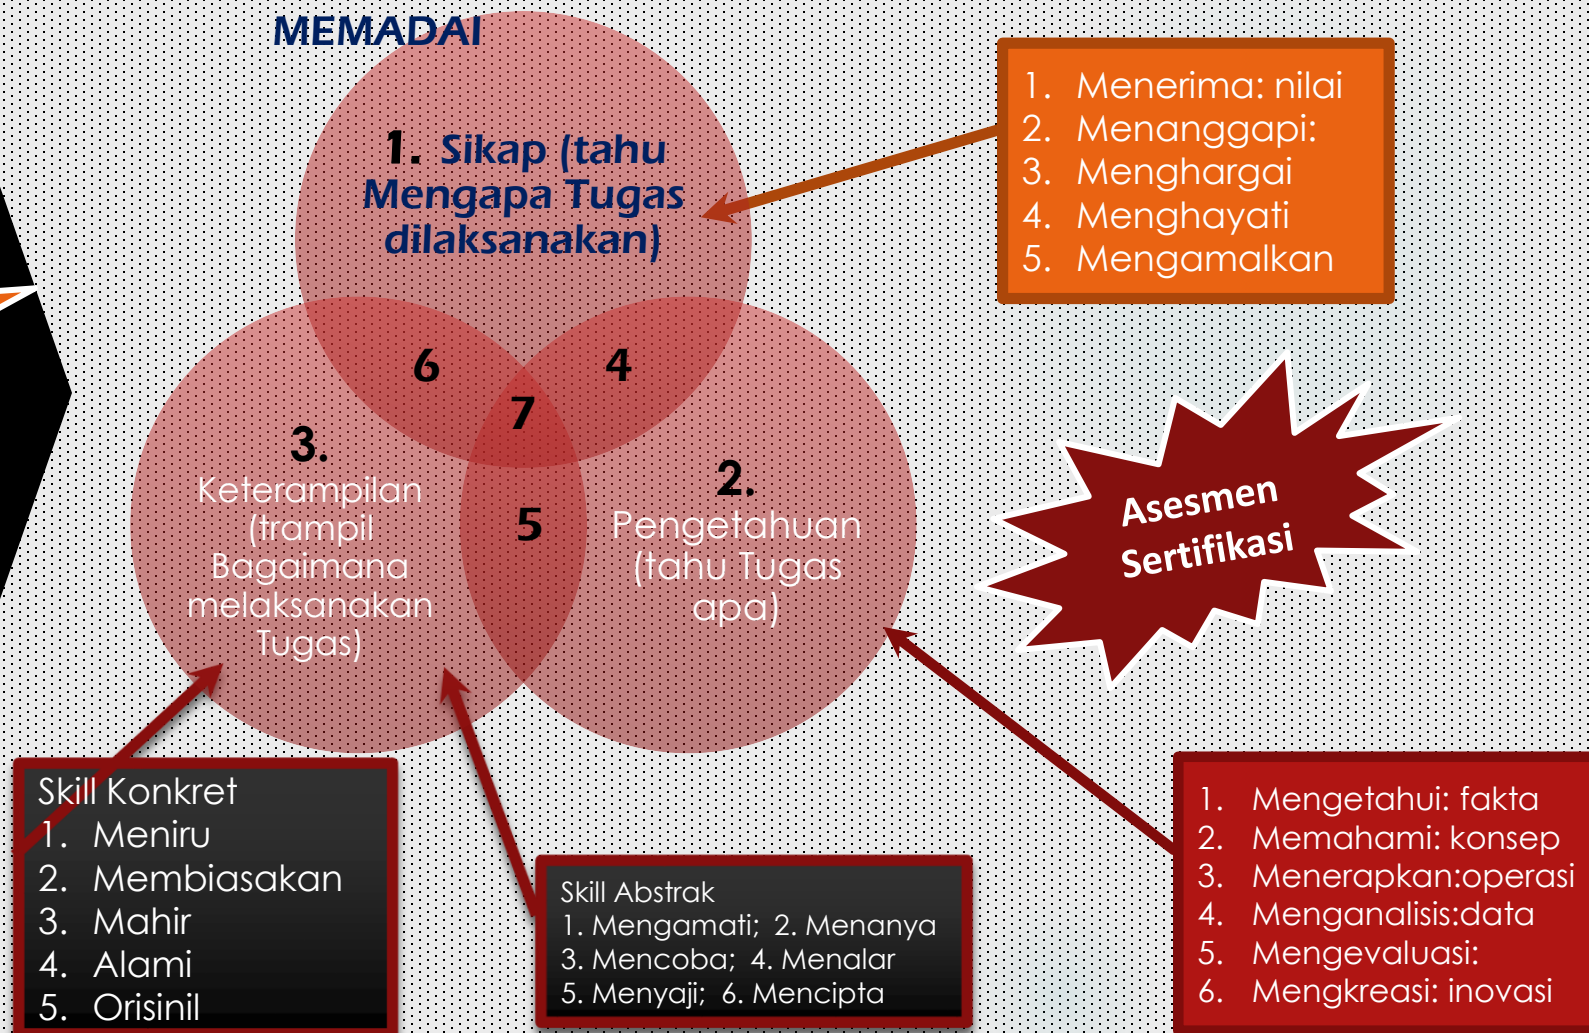 MEMADAI
1. Sikap (tahu
Mengapa Tugas
dilaksanakan)
1. Menerima: nilai
2. Menanggapi:
3. Menghargai
4. Menghayati
5. Mengamalkan
6
4
7
5
3.
Keterampilan
(trampil
Bagaimana
melaksanakan
Tugas)
2.
Pengetahuan
(tahu Tugas
apa)
Asesmen
Sertifikasi
Skill Konkret
1. Meniru
2. Membiasakan
3. Mahir
4. Alami
5. Orisinil
Skill Abstrak
1. Mengamati; 2. Menanya
3. Mencoba; 4. Menalar
5. Menyaji; 6. Mencipta
1. Mengetahui: fakta
2. Memahami: konsep
3. Menerapkan:operasi
4. Menganalisis:data
5. Mengevaluasi:
6. Mengkreasi: inovasi